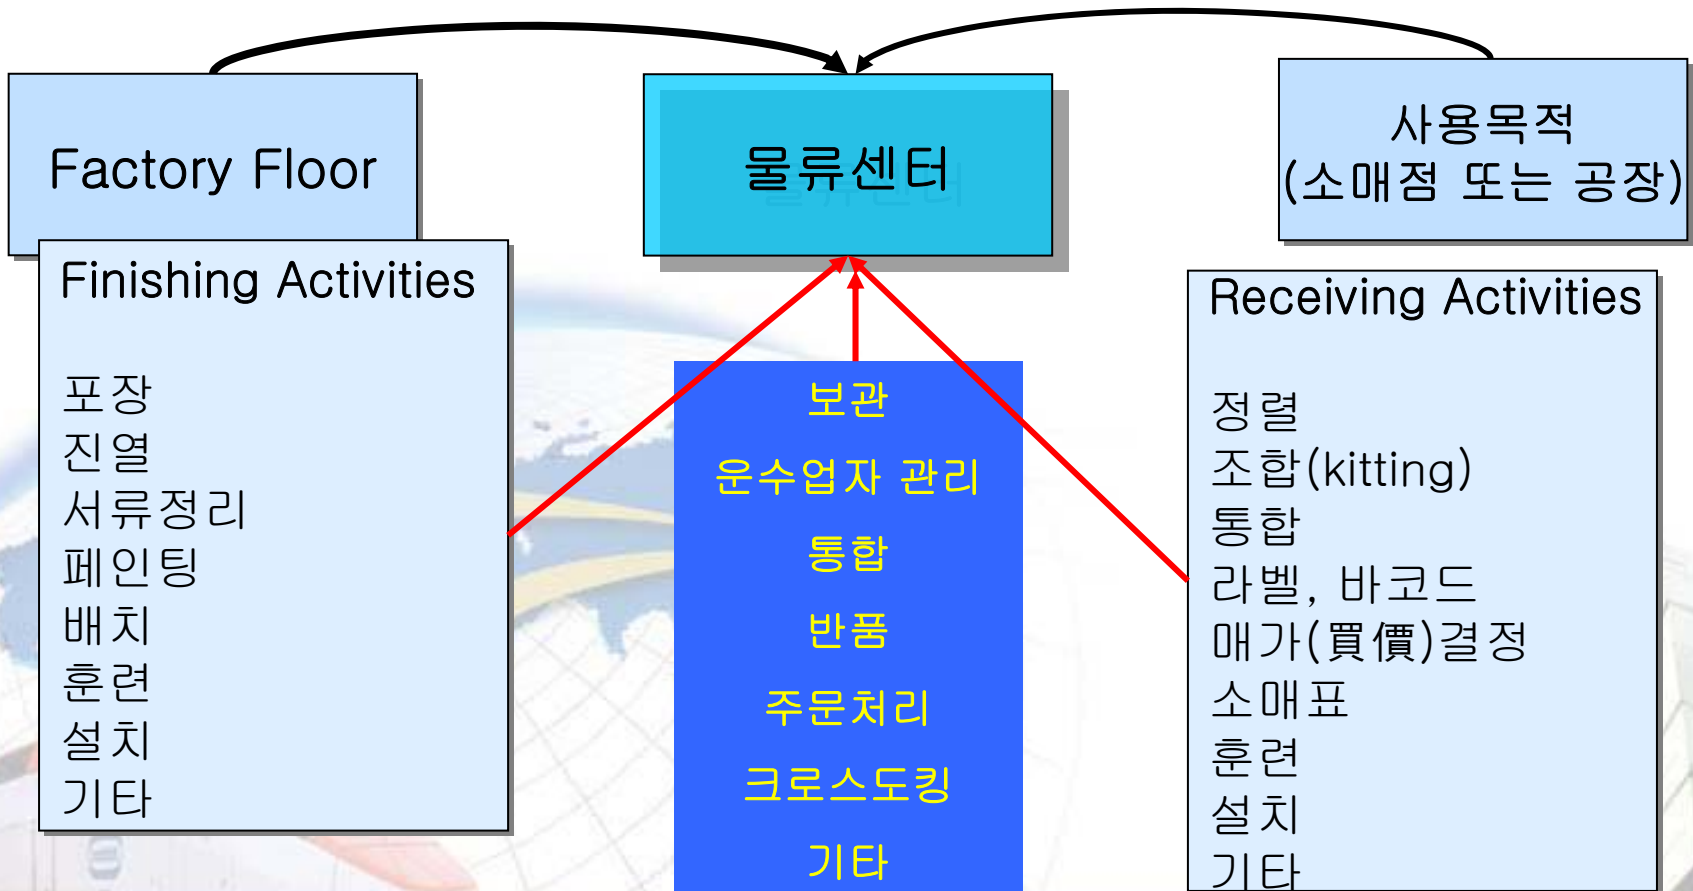 Factory Floor
물류센터
사용목적
(소매점 또는 공장)
Finishing Activities
포장
진열
서류정리
페인팅
배치
훈련
설치
기타
보관
운수업자 관리
통합
반품
주문처리
크로스도킹
기타
Receiving Activities
정렬
조합(kitting)
통합
라벨, 바코드
매가(買價)결정
소매표
훈련
설치
기타